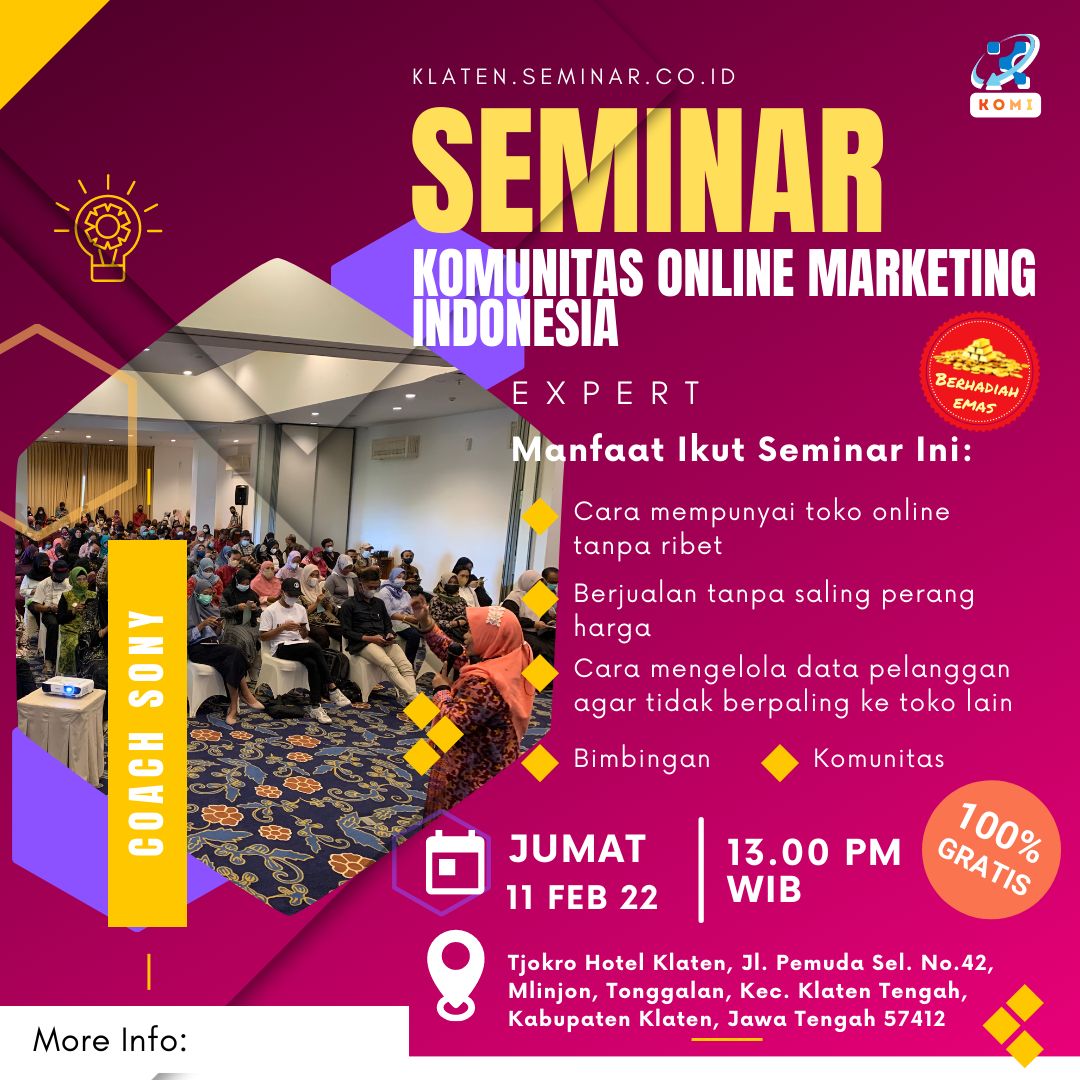 KLATEN.SEMINAR.CO.ID
KOMI
SEMINAR
KOMUNITAS ONLINE MARKETING
INDONESIA
EXPERT
BERHADIAH
EMAS
Manfaat Ikut Seminar Ini:
Cara mempunyai toko online
tanpa ribet
Berjualan tanpa saling perang
harga
Cara mengelola data pelanggan
agar tidak berpaling ke toko lain
Bimbingan
Komunitas
COACH SONY
JUMAT
11 FEB 22
13.00 PM
WIB
100%
GRATIS
Tjokro Hotel Klaten, Jl. Pemuda Sel. No.42,
Mlinjon, Tonggalan, Kec. Klaten Tengah,
Kabupaten Klaten, Jawa Tengah 57412
More Info: